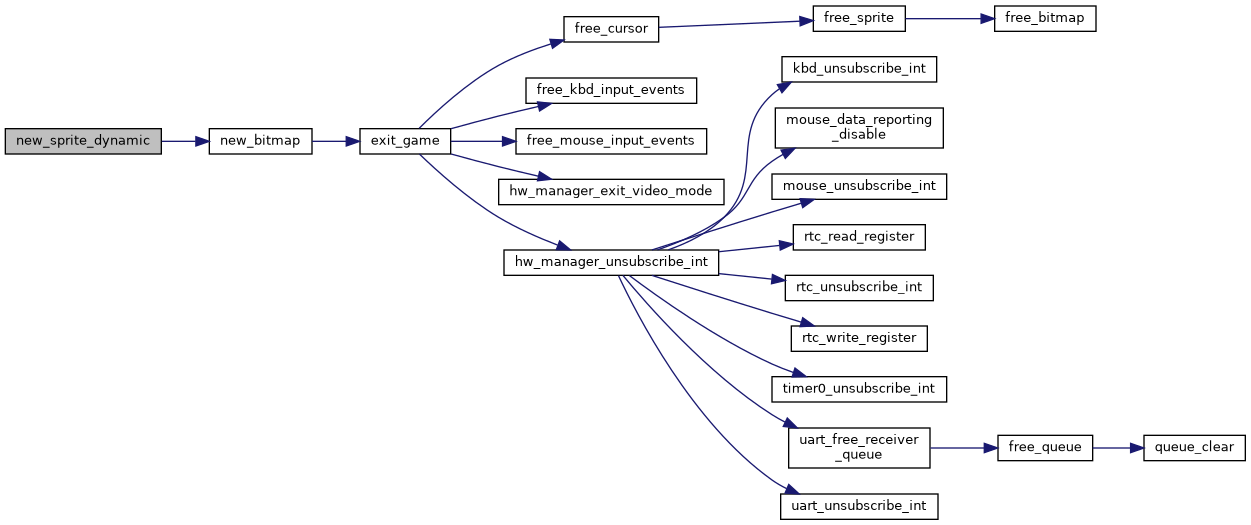 new_sprite_dynamic
new_bitmap
exit_game
free_cursor
free_sprite
free_bitmap
free_kbd_input_events
free_mouse_input_events
hw_manager_exit_video_mode
hw_manager_unsubscribe_int
kbd_unsubscribe_int
mouse_data_reporting
_disable
mouse_unsubscribe_int
rtc_read_register
rtc_unsubscribe_int
rtc_write_register
timer0_unsubscribe_int
uart_free_receiver
_queue
free_queue
queue_clear
uart_unsubscribe_int